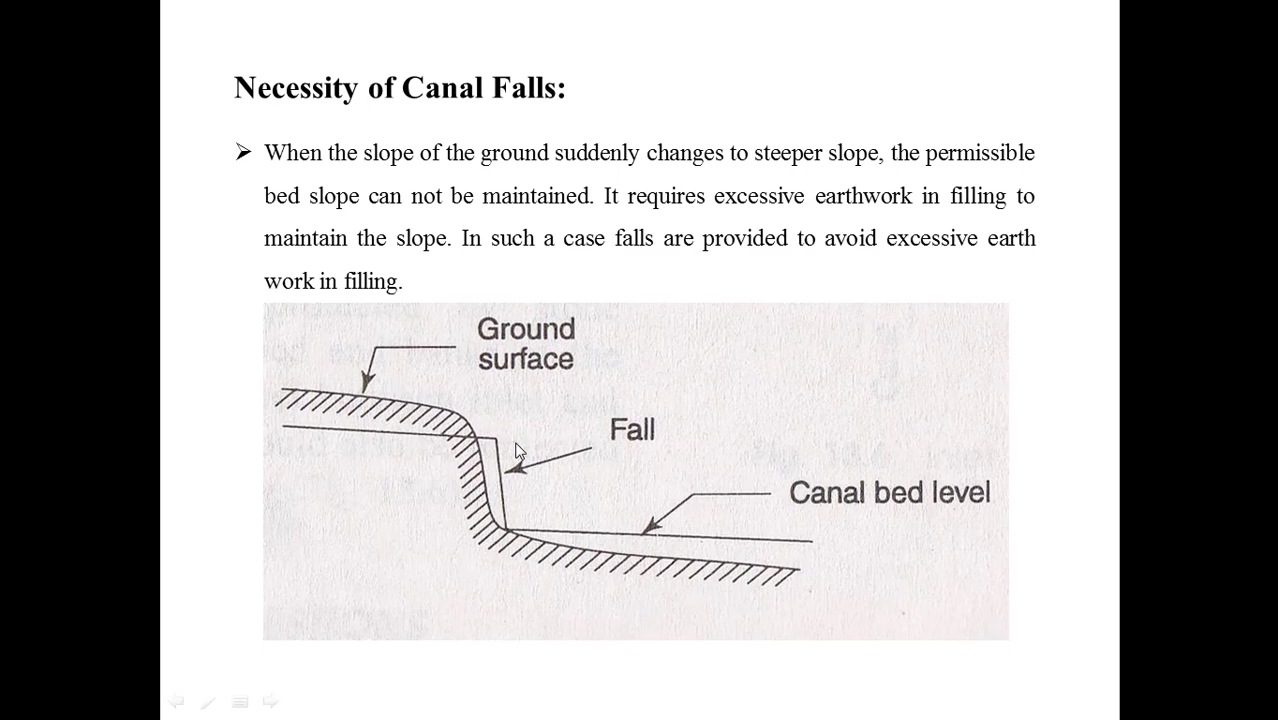 Necessity of Canal Falls:
➢ When the slope of the ground suddenly changes to steeper slope, the permissible
bed slope can not be maintained. It requires excessive earthwork in filling to
maintain the slope. In such a case falls are provided to avoid excessive earth
work in filling.
Ground
surface
Fall
Canal bed level